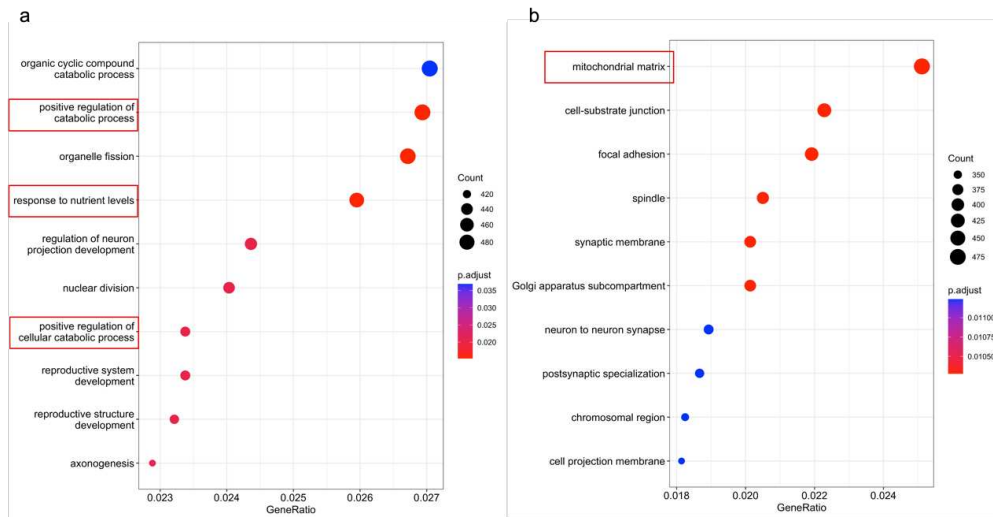 a
organic cyclic compound
catabolic process
positive regulation of
catabolic process
organelle fission
response to nutrient levels
regulation of neuron
projection development
nuclear division
positive regulation of
cellular catabolic process
reproductive system
development
reproductive structure
development
axonogenesis
0.023 0.024 0.025 0.026 0.027
GeneRatio
Count
420
440
460
480
p.adjust
0.035
0.030
0.025
0.020
b
mitochondrial matrix
cell-substrate junction
focal adhesion
spindle
synaptic membrane
Golgi apparatus subcompartment
neuron to neuron synapse
postsynaptic specialization
chromosomal region
cell projection membrane
0.018 0.020 0.022 0.024
GeneRatio
Count
350
375
400
425
450
475
p.adjust
0.01100
0.01075
0.01050